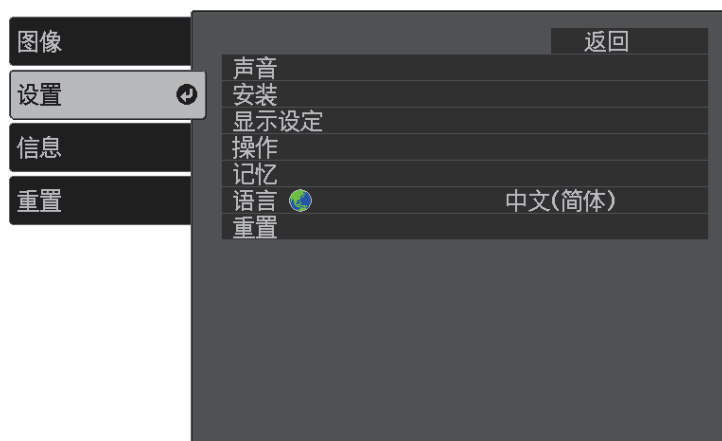 图像
设置
信息
重置
返回
声音
安装
显示设定
操作
记忆
语言 中文(简体)
重置